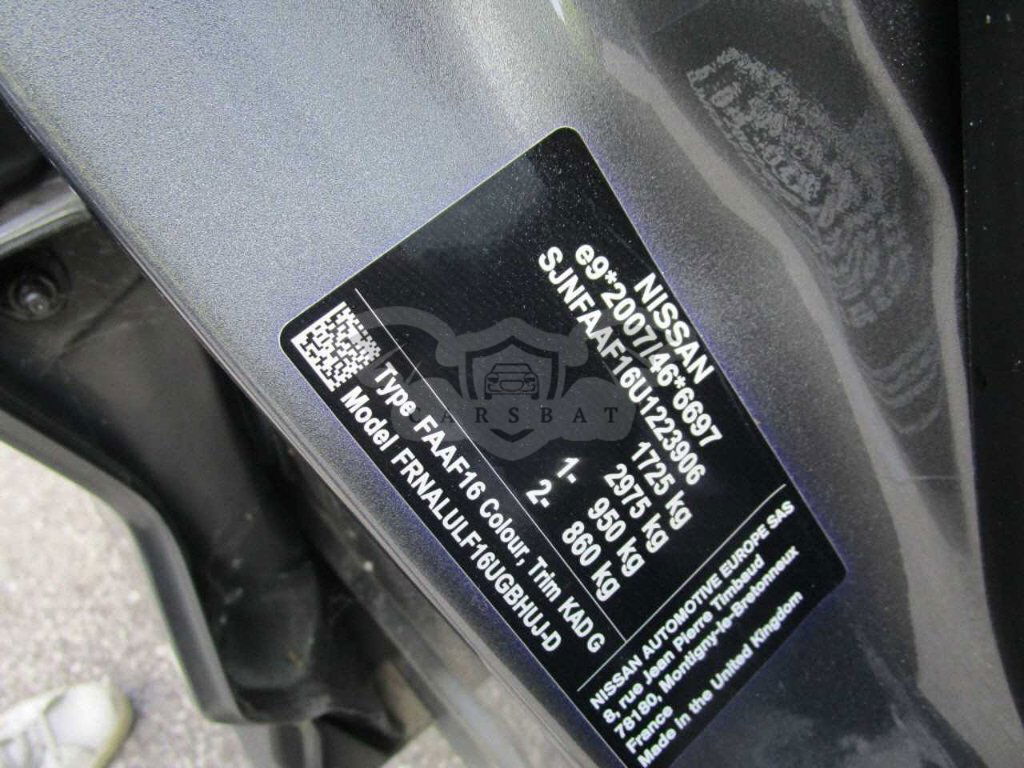 NISSAN
e9*2007/46*6697
SJNFAAF16U1223906
1725 kg
2975 kg
1- 950 kg
2- 860 kg
Type FAAF16 Colour, Trim KAD G
Model FRNALULF16UGBHUJ-D
NISSAN AUTOMOTIVE EUROPE SAS
8, rue Jean Pierre Timbaud
78180, Montigny-le-Bretonneux
France
Made in the United Kingdom
CARSBAT